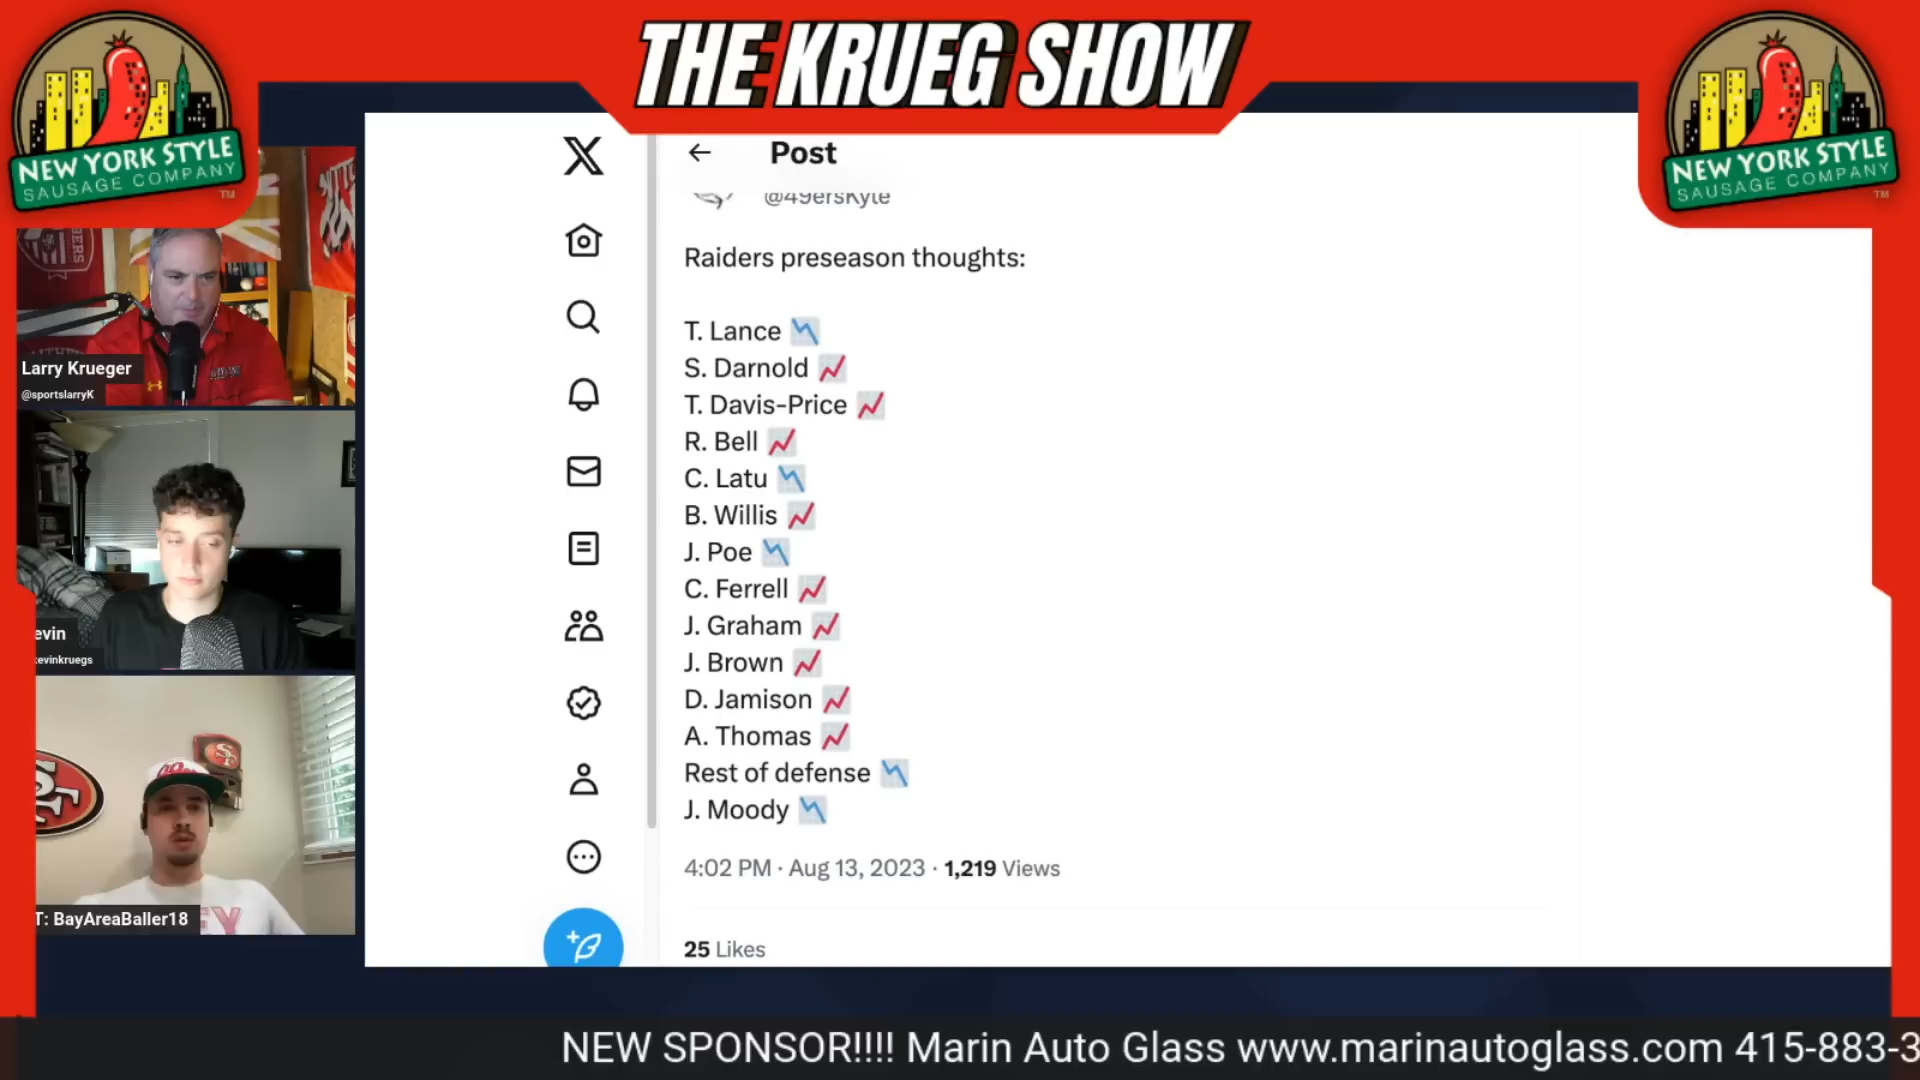 THE KRUEG SHOW
NEW YORK STYLE
SAUSAGE COMPANY
TM
NEW YORK STYLE
SAUSAGE COMPANY
TM
Larry Krueger
@sportslarryK
evin
evinkruegs
T: BayAreaBaller18
Post
@49ersKyle
Raiders preseason thoughts:
T. Lance 📉
S. Darnold 📈
T. Davis-Price 📈
R. Bell 📈
C. Latu 📉
B. Willis 📈
J. Poe 📉
C. Ferrell 📈
J. Graham 📈
J. Brown 📈
D. Jamison 📈
A. Thomas 📈
Rest of defense 📉
J. Moody 📉
4:02 PM · Aug 13, 2023 · 1,219 Views
25 Likes
NEW SPONSOR!!!! Marin Auto Glass www.marinautoglass.com 415-883-3